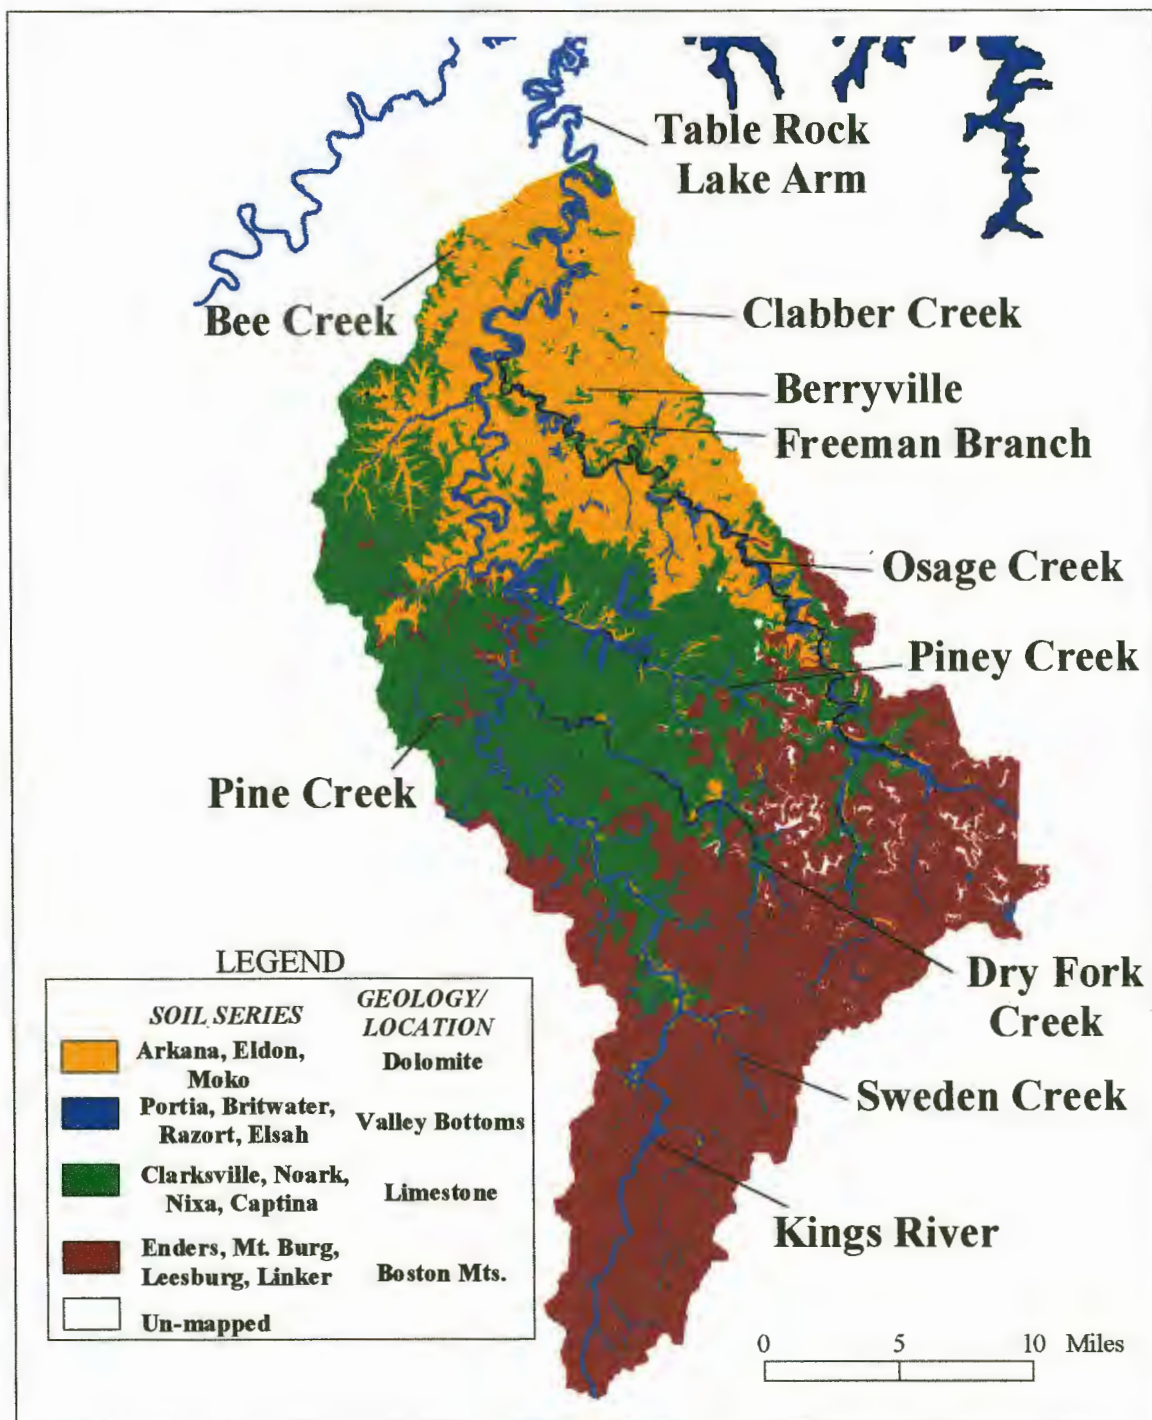 Table Rock
Lake Arm
Bee Creek
Clabber Creek
Berryville
Freeman Branch
Osage Creek
Piney Creek
Pine Creek
Dry Fork
Creek
Sweden Creek
Kings River
LEGEND
SOIL SERIES
GEOLOGY/
LOCATION
Arkana, Eldon,
Moko
Dolomite
Portia, Britwater,
Razort, Elsah
Valley Bottoms
Clarksville, Noark,
Nixa, Captina
Limestone
Enders, Mt. Burg,
Leesburg, Linker
Boston Mts.
Un-mapped
0 5 10 Miles